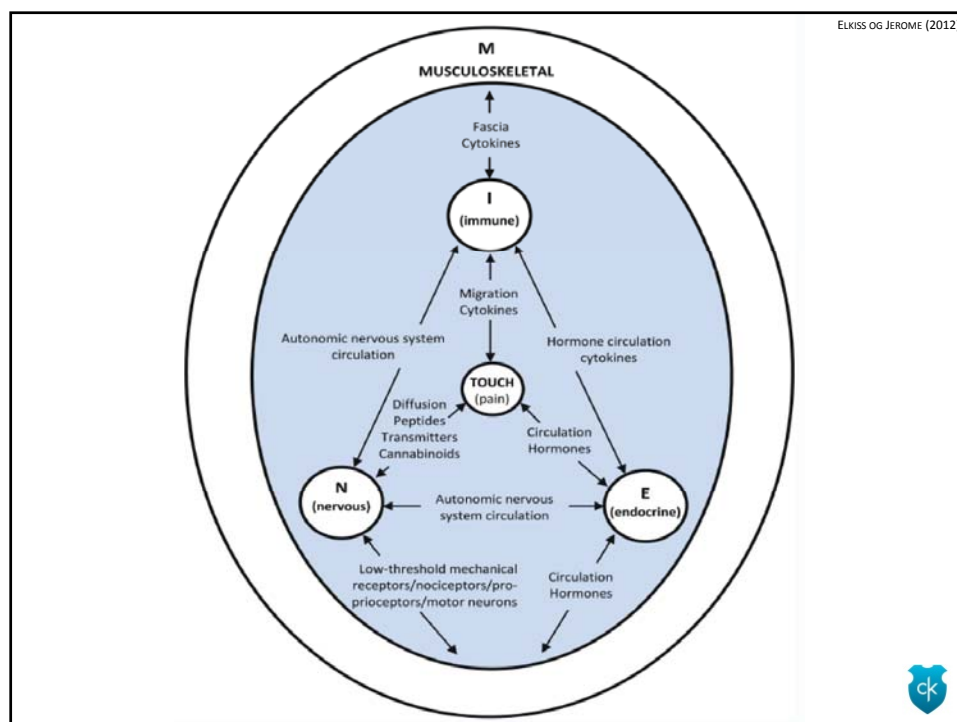 ELKISS OG JEROME (2012)
M
MUSCULOSKELETAL
Fascia
Cytokines
I
(immune)
Migration
Cytokines
Autonomic nervous system
circulation
Hormone circulation
cytokines
TOUCH
(pain)
Diffusion
Peptides
Transmitters
Cannabinoids
Circulation
Hormones
N
(nervous)
Autonomic nervous
system circulation
E
(endocrine)
Low-threshold mechanical
receptors/nociceptors/pro-
prioceptors/motor neurons
Circulation
Hormones
ck